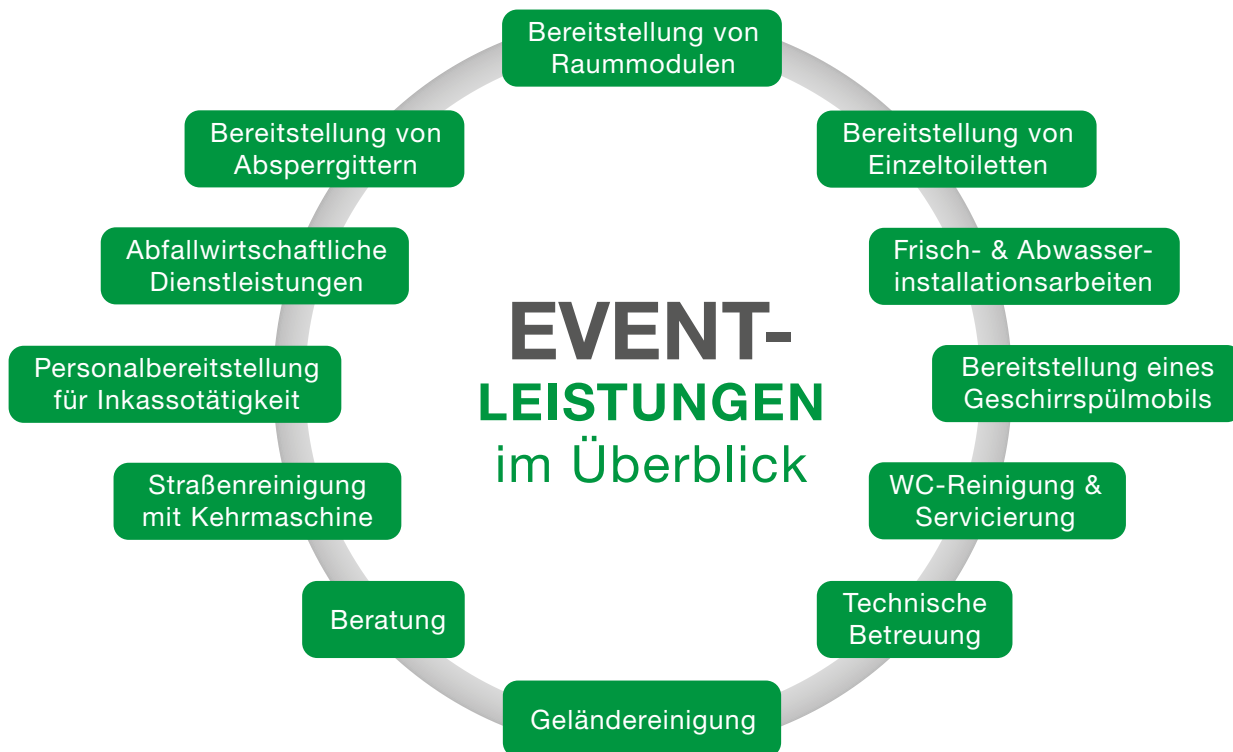 Bereitstellung von
Raummodulen
Bereitstellung von
Absperrgittern
Bereitstellung von
Einzeltoiletten
Abfallwirtschaftliche
Dienstleistungen
Frisch- & Abwasser-
installationsarbeiten
EVENT-
LEISTUNGEN
im Überblick
Personalbereitstellung
für Inkassotätigkeit
Bereitstellung eines
Geschirrspülmobils
Straßenreinigung
mit Kehrmaschine
WC-Reinigung &
Servicierung
Beratung
Technische
Betreuung
Geländereinigung